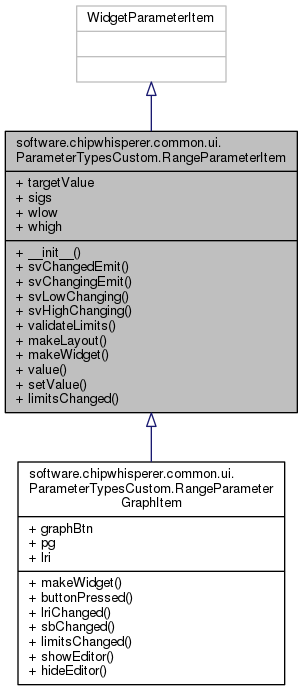 WidgetParameterItem
software.chipwhisperer.common.ui.
ParameterTypesCustom.RangeParameterItem
+ targetValue
+ sigs
+ wlow
+ whigh
+ __init__()
+ svChangedEmit()
+ svChangingEmit()
+ svLowChanging()
+ svHighChanging()
+ validateLimits()
+ makeLayout()
+ makeWidget()
+ value()
+ setValue()
+ limitsChanged()
software.chipwhisperer.common.ui.
ParameterTypesCustom.RangeParameter
GraphItem
+ graphBtn
+ pg
+ lri
+ makeWidget()
+ buttonPressed()
+ lriChanged()
+ sbChanged()
+ limitsChanged()
+ showEditor()
+ hideEditor()